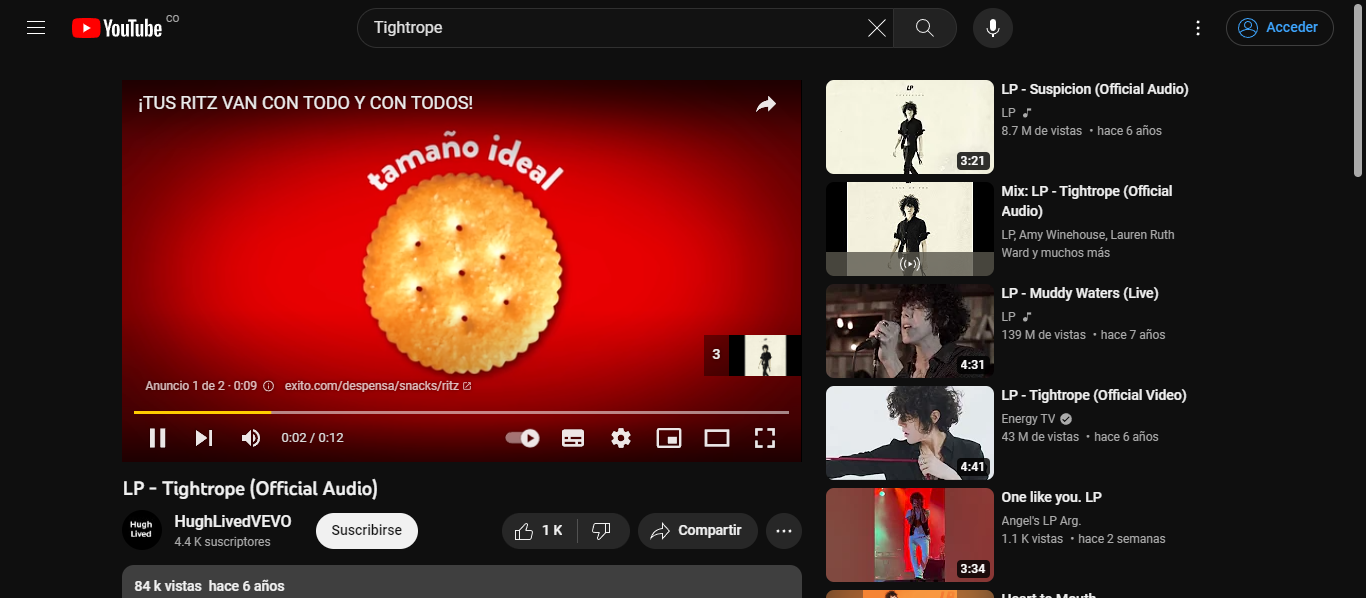 YouTube CO
Tightrope
Acceder
¡TUS RITZ VAN CON TODO Y CON TODOS!
tamaño ideal
3
Anuncio 1 de 2 · 0:09
exito.com/despensa/snacks/ritz
0:02 / 0:12
LP - Tightrope (Official Audio)
Hugh
Lived
HughLivedVEVO
4.4 K suscriptores
Suscribirse
1 K
Compartir
84 k vistas hace 6 años
LP
3:21
LP - Suspicion (Official Audio)
LP
8.7 M de vistas • hace 6 años
Mix: LP - Tightrope (Official
Audio)
LP, Amy Winehouse, Lauren Ruth
Ward y muchos más
4:31
LP - Muddy Waters (Live)
LP
139 M de vistas • hace 7 años
4:41
LP - Tightrope (Official Video)
Energy TV
43 M de vistas • hace 6 años
3:34
One like you. LP
Angel's LP Arg.
1.1 K vistas • hace 2 semanas
Heart to Mouth